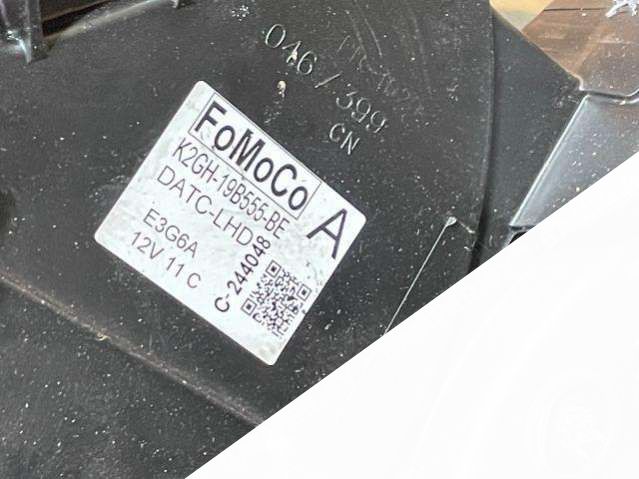 046 / 399
CN
FoMoCo
K2GH-19B555-BE
DATC-LHD
A
E3G6A
12V 11 C
C-244048